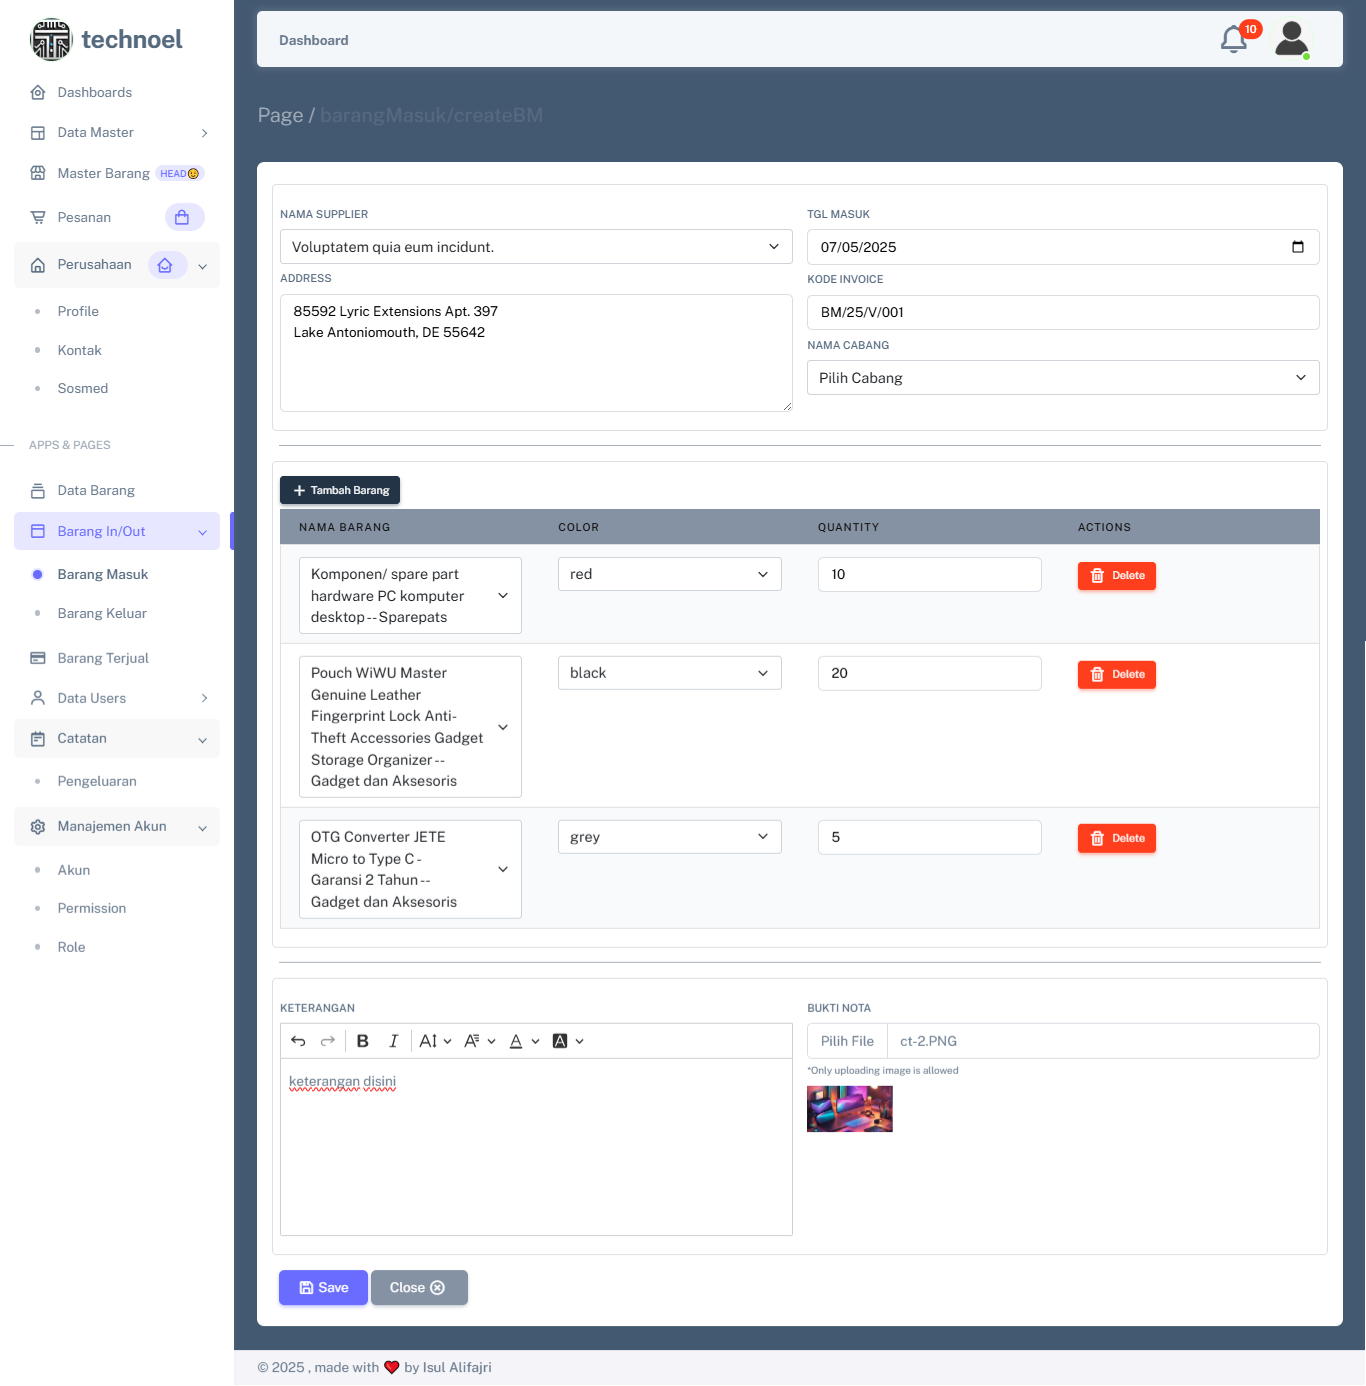 technoel
Dashboards
Data Master
Master Barang HEAD
Pesanan
Perusahaan
Profile
Kontak
Sosmed
APPS & PAGES
Data Barang
Barang In/Out
Barang Masuk
Barang Keluar
Barang Terjual
Data Users
Catatan
Pengeluaran
Manajemen Akun
Akun
Permission
Role
Dashboard
10
Page / barangMasuk/createBM
NAMA SUPPLIER
Voluptatem quia eum incidunt.
ADDRESS
85592 Lyric Extensions Apt. 397
Lake Antoniomouth, DE 55642
TGL MASUK
07/05/2025
KODE INVOICE
BM/25/V/001
NAMA CABANG
Pilih Cabang
Tambah Barang
NAMA BARANG COLOR QUANTITY ACTIONS
Komponen/ spare part
hardware PC komputer
desktop -- Sparepats
red
10
Delete
Pouch WiWU Master
Genuine Leather
Fingerprint Lock Anti-
Theft Accessories Gadget
Storage Organizer --
Gadget dan Aksesoris
black
20
Delete
OTG Converter JETE
Micro to Type C -
Garansi 2 Tahun --
Gadget dan Aksesoris
grey
5
Delete
KETERANGAN
B I A A A A
keterangan disini
BUKTI NOTA
Pilih File ct-2.PNG
*Only uploading image is allowed
Save
Close
© 2025 , made with ❤️ by Isul Alifajri